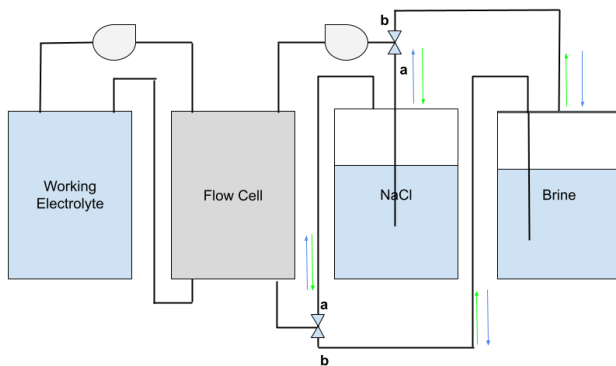 b
a
Working
Electrolyte
Flow Cell
NaCl
Brine
a
b